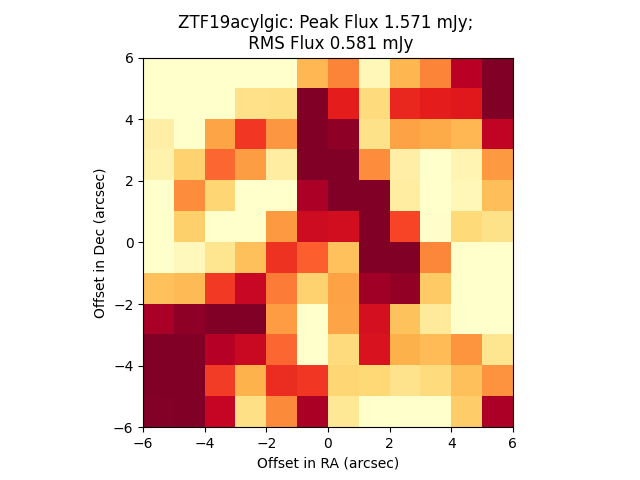 ZTF19acylgic: Peak Flux 1.571 mJy;
RMS Flux 0.581 mJy
6
4
2
0
−2
−4
−6
Offset in Dec (arcsec)
−6 −4 −2 0 2 4 6
Offset in RA (arcsec)